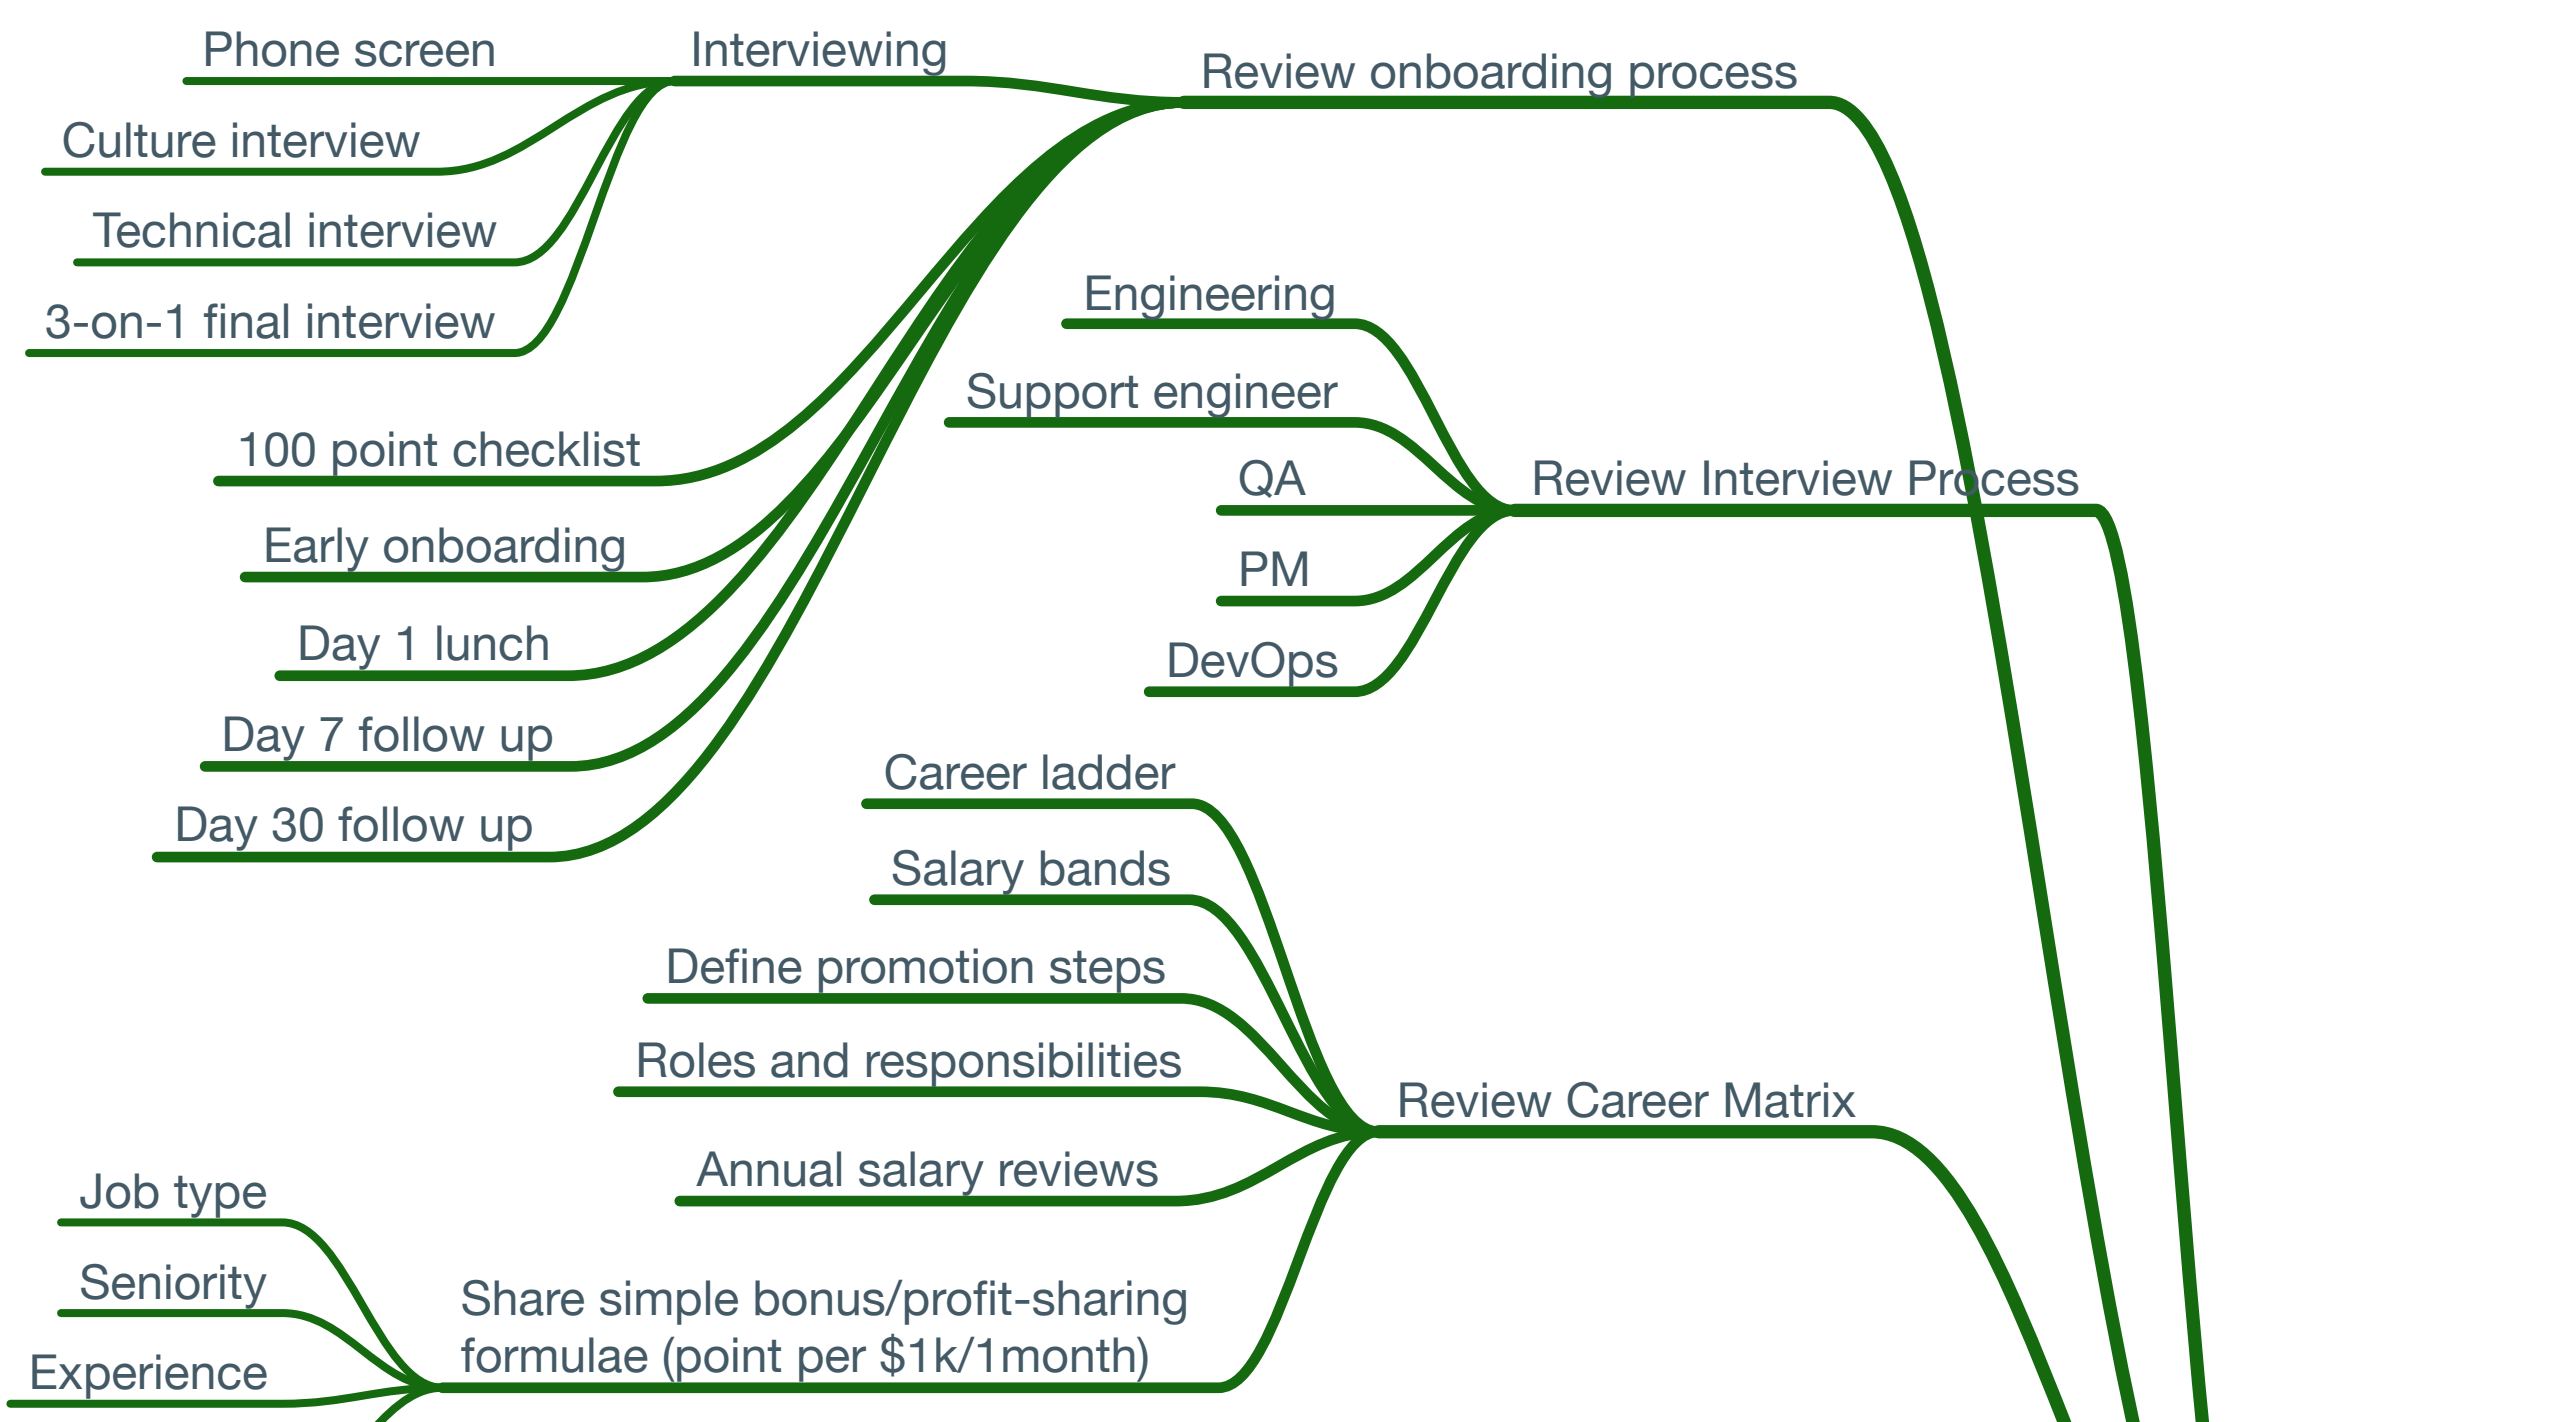 Review onboarding process
Interviewing
Phone screen
Culture interview
Technical interview
3-on-1 final interview
100 point checklist
Early onboarding
Day 1 lunch
Day 7 follow up
Day 30 follow up
Review Interview Process
Engineering
Support engineer
QA
PM
DevOps
Review Career Matrix
Career ladder
Salary bands
Define promotion steps
Roles and responsibilities
Annual salary reviews
Share simple bonus/profit-sharing
formulae (point per $1k/1month)
Job type
Seniority
Experience